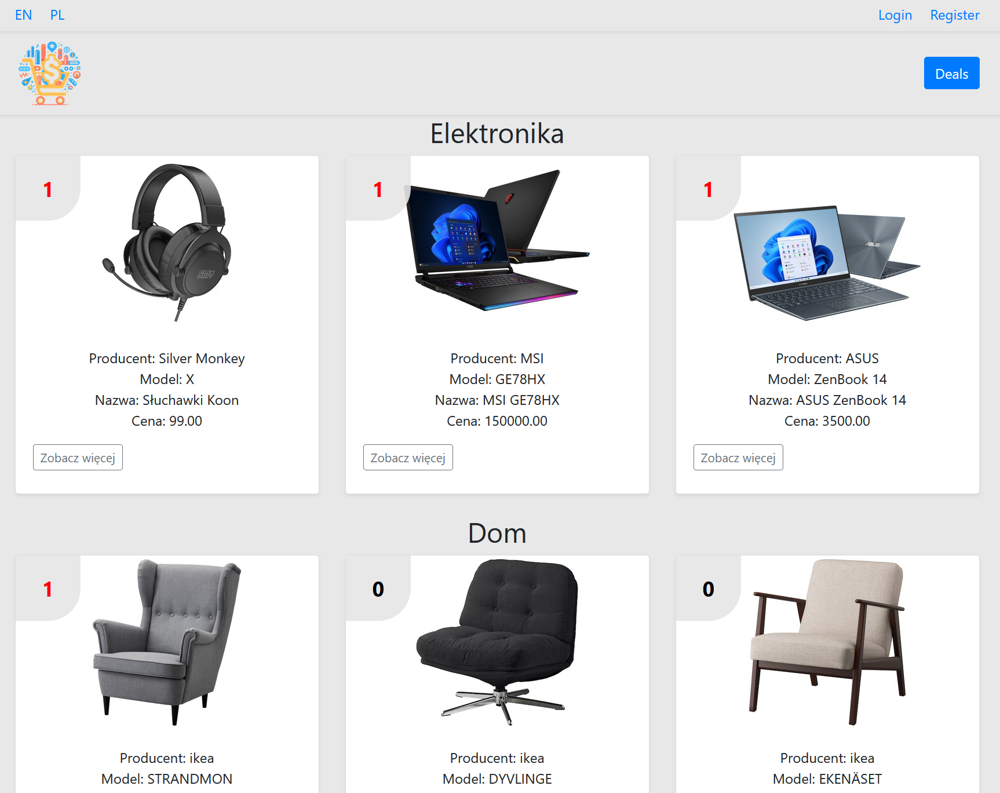 EN PL Login Register
Deals
Elektronika
1
Producent: Silver Monkey
Model: X
Nazwa: Słuchawki Koon
Cena: 99.00
Zobacz więcej
1
Producent: MSI
Model: GE78HX
Nazwa: MSI GE78HX
Cena: 150000.00
Zobacz więcej
1
ASUS
Producent: ASUS
Model: ZenBook 14
Nazwa: ASUS ZenBook 14
Cena: 3500.00
Zobacz więcej
Dom
1
Producent: ikea
Model: STRANDMON
0
Producent: ikea
Model: DYVLINGE
0
Producent: ikea
Model: EKENÄSET